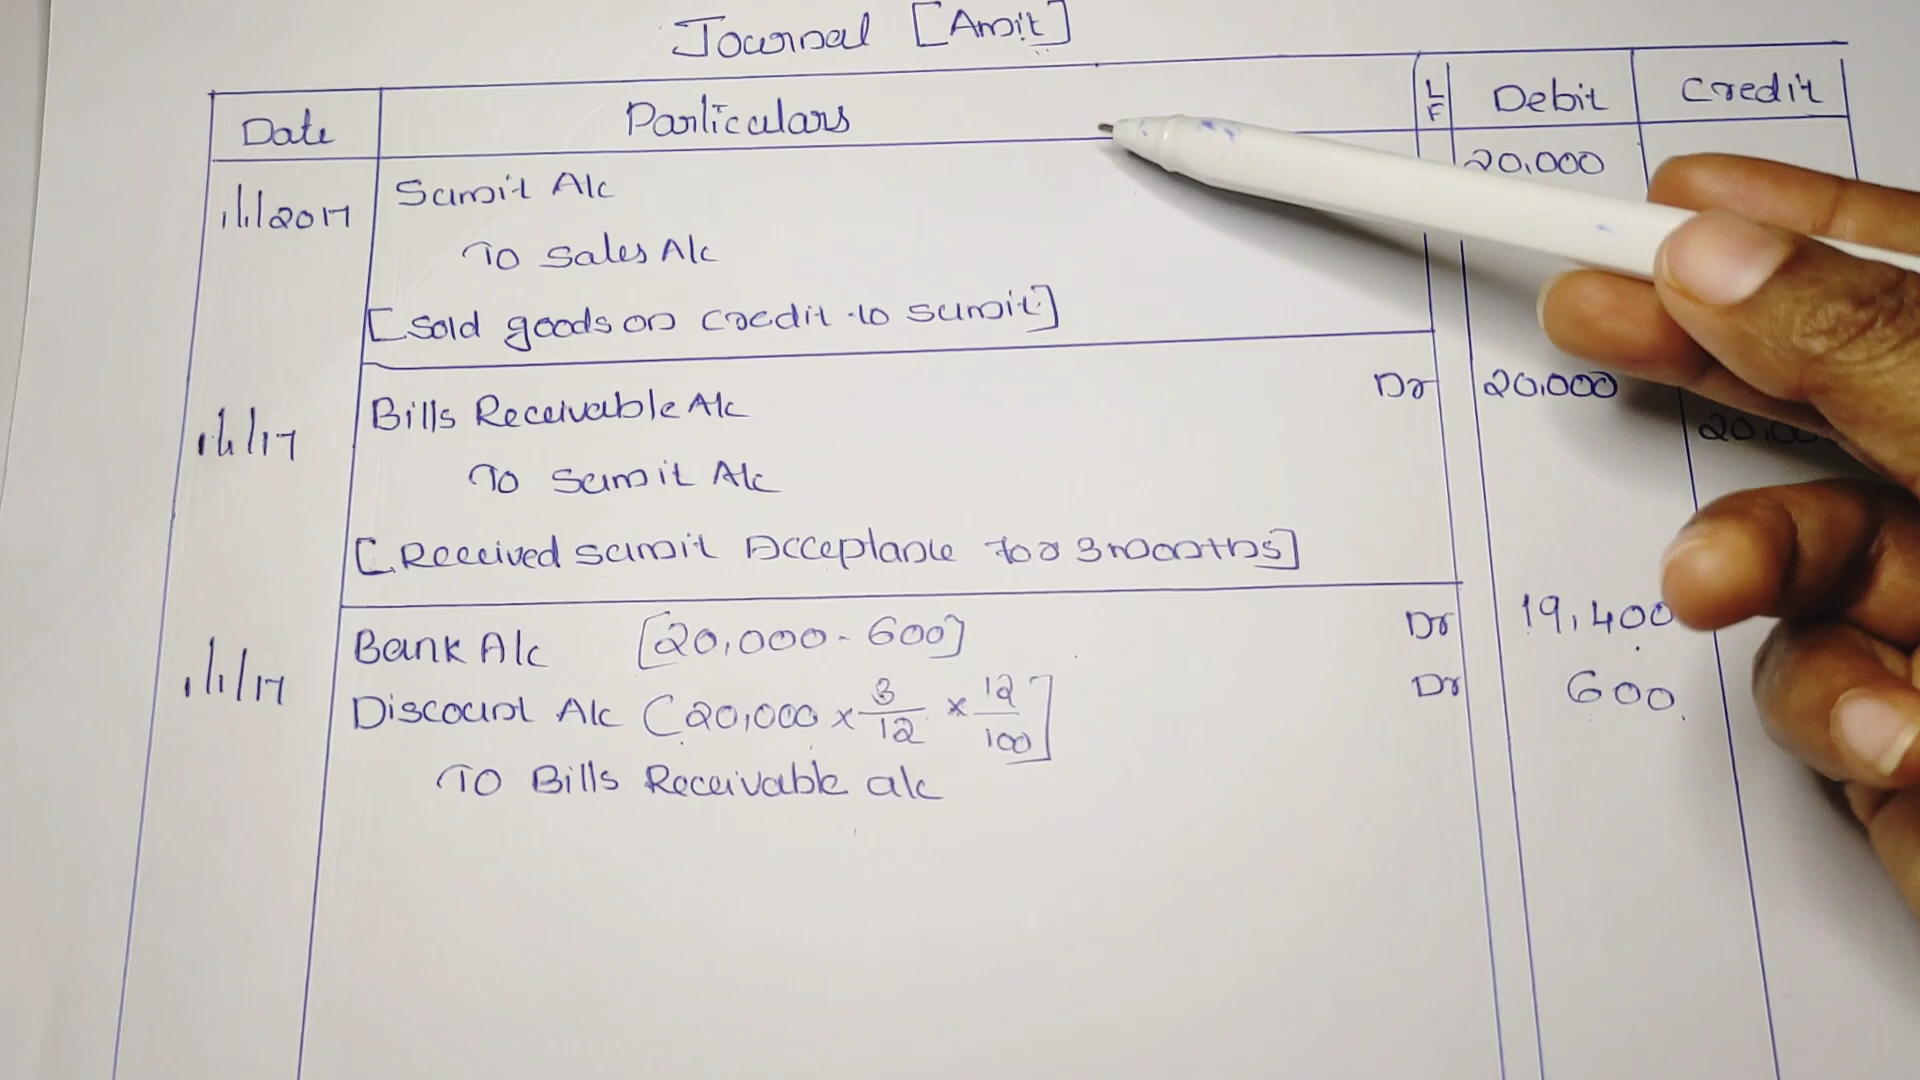 Journal [Amit]
Date Particulars LF Debit Credit
1/1/2017 Sumit A/c 20,000
To Sales A/c
[Sold goods on credit to Sumit]
1/1/17 Bills Receivable A/c Dr 20,000
To Sumit A/c 20,00
[Received Sumit Acceptance for 3 months]
1/1/17 Bank A/c [20,000 - 600] Dr 19,400
Discount A/c (20,000 × 3/12 × 12/100] Dr 600
To Bills Receivable a/c